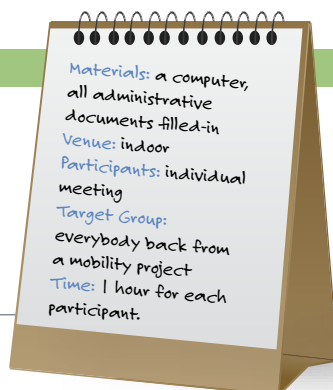 Materials: a computer,
all administrative
documents filled-in
Venue: indoor
Participants: individual
meeting
Target Group:
everybody back from
a mobility project
Time: 1 hour for each
participant.